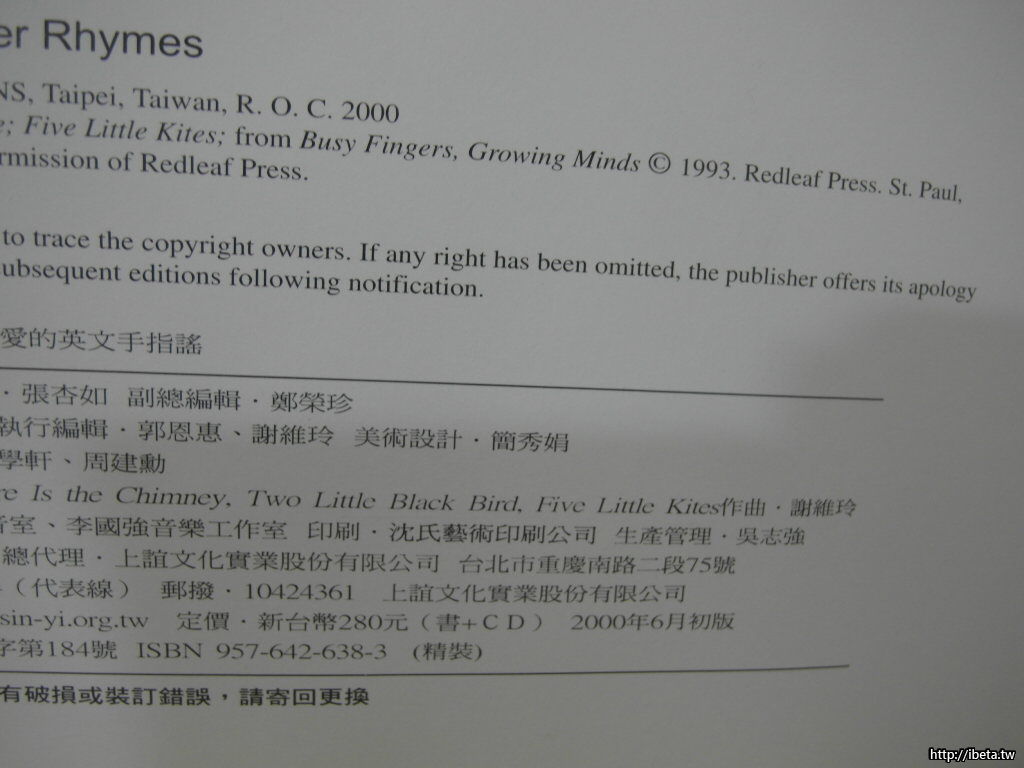 er Rhymes
NS, Taipei, Taiwan, R. O. C. 2000
e; Five Little Kites; from Busy Fingers, Growing Minds © 1993. Redleaf Press. St. Paul,
rmission of Redleaf Press.
to trace the copyright owners. If any right has been omitted, the publisher offers its apology
subsequent editions following notification.
愛的英文手指謠
·張杏如 副總編輯·鄭榮珍
執行編輯·郭恩惠、謝維玲 美術設計·簡秀娟
學軒、周建勳
re Is the Chimney, Two Little Black Bird, Five Little Kites作曲·謝維玲
音室、李國強音樂工作室 印刷·沈氏藝術印刷公司 生產管理·吳志強
總代理·上誼文化實業股份有限公司 台北市重慶南路二段75號
(代表線) 郵撥·10424361 上誼文化實業股份有限公司
sin-yi.org.tw 定價·新台幣280元(書+CD) 2000年6月初版
字第184號 ISBN 957-642-638-3 (精裝)
有破損或裝訂錯誤，請寄回更換
http://ibeta.tw